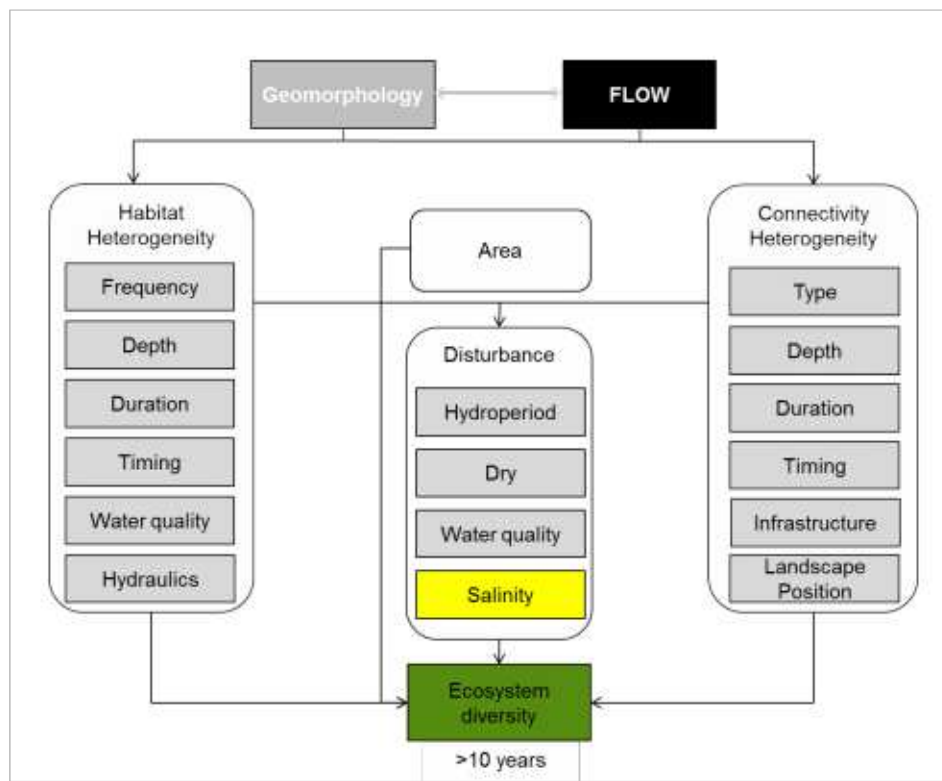 Geomorphology
FLOW
Habitat
Heterogeneity
Frequency
Depth
Duration
Timing
Water quality
Hydraulics
Area
Disturbance
Hydroperiod
Dry
Water quality
Salinity
Connectivity
Heterogeneity
Type
Depth
Duration
Timing
Infrastructure
Landscape
Position
Ecosystem
diversity
>10 years